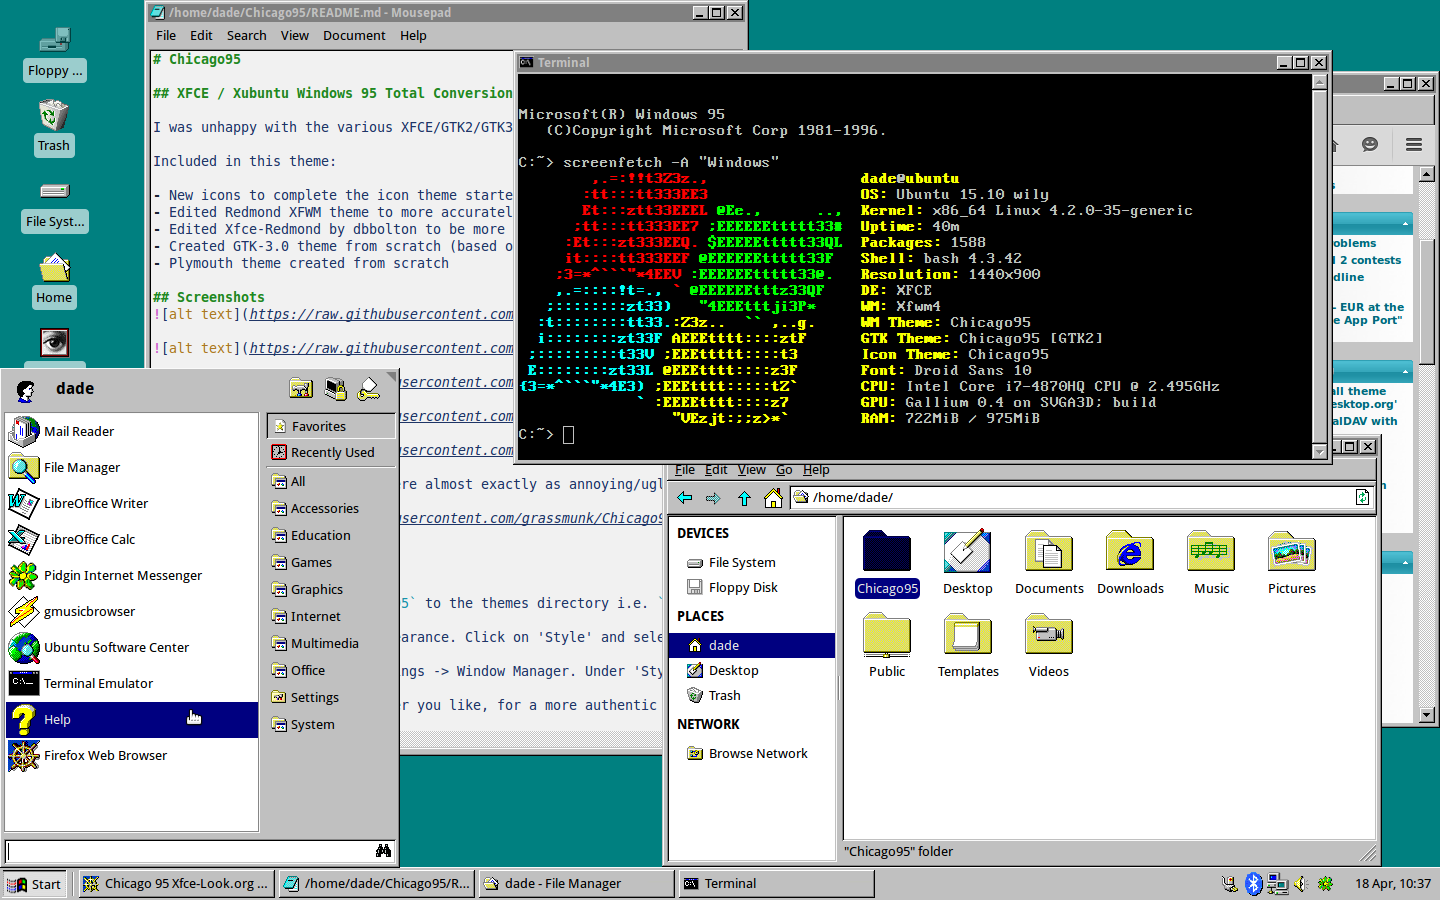 /home/dade/Chicago95/README.md - Mousepad
File Edit Search View Document Help
# Chicago95
## XFCE / Xubuntu Windows 95 Total Conversion
I was unhappy with the various XFCE/GTK2/GTK3
Included in this theme:
- New icons to complete the icon theme starte
- Edited Redmond XFWM theme to more accuratel
- Edited Xfce-Redmond by dbbolton to be more
- Created GTK-3.0 theme from scratch (based o
- Plymouth theme created from scratch
## Screenshots
![alt text](https://raw.githubusercontent.com
![alt text](https://raw.githubusercontent.com
usercontent.com
usercontent.com
usercontent.com
re almost exactly as annoying/ugl
usercontent.com/grassmunk/Chicago9
5` to the themes directory i.e. `
earance. Click on 'Style' and sele
ngs -> Window Manager. Under 'Sty
r you like, for a more authentic
Floppy ...
Trash
File Syst...
Home
Terminal
Microsoft(R) Windows 95
(C)Copyright Microsoft Corp 1981-1996.
C:~> screenfetch -A "Windows"
dade@ubuntu
OS: Ubuntu 15.10 wily
Kernel: x86_64 Linux 4.2.0-35-generic
Uptime: 40m
Packages: 1588
Shell: bash 4.3.42
Resolution: 1440x900
DE: XFCE
WM: Xfwm4
WM Theme: Chicago95
GTK Theme: Chicago95 [GTK2]
Icon Theme: Chicago95
Font: Droid Sans 10
CPU: Intel Core i7-4870HQ CPU @ 2.495GHz
GPU: Gallium 0.4 on SVGA3D; build
RAM: 722MiB / 975MiB
C:~>
oblems
l 2 contests
dline
- EUR at the
e App Port"
all theme
esktop.org'
alDAV with
n
dade
Mail Reader
File Manager
LibreOffice Writer
LibreOffice Calc
Pidgin Internet Messenger
gmusicbrowser
Ubuntu Software Center
Terminal Emulator
Help
Firefox Web Browser
Favorites
Recently Used
All
Accessories
Education
Games
Graphics
Internet
Multimedia
Office
Settings
System
File Edit View Go Help
/home/dade/
DEVICES
File System
Floppy Disk
PLACES
dade
Desktop
Trash
NETWORK
Browse Network
Chicago95 Desktop Documents Downloads Music Pictures
Public Templates Videos
"Chicago95" folder
Start
Chicago 95 Xfce-Look.org ...
/home/dade/Chicago95/R...
dade - File Manager
Terminal
18 Apr, 10:37